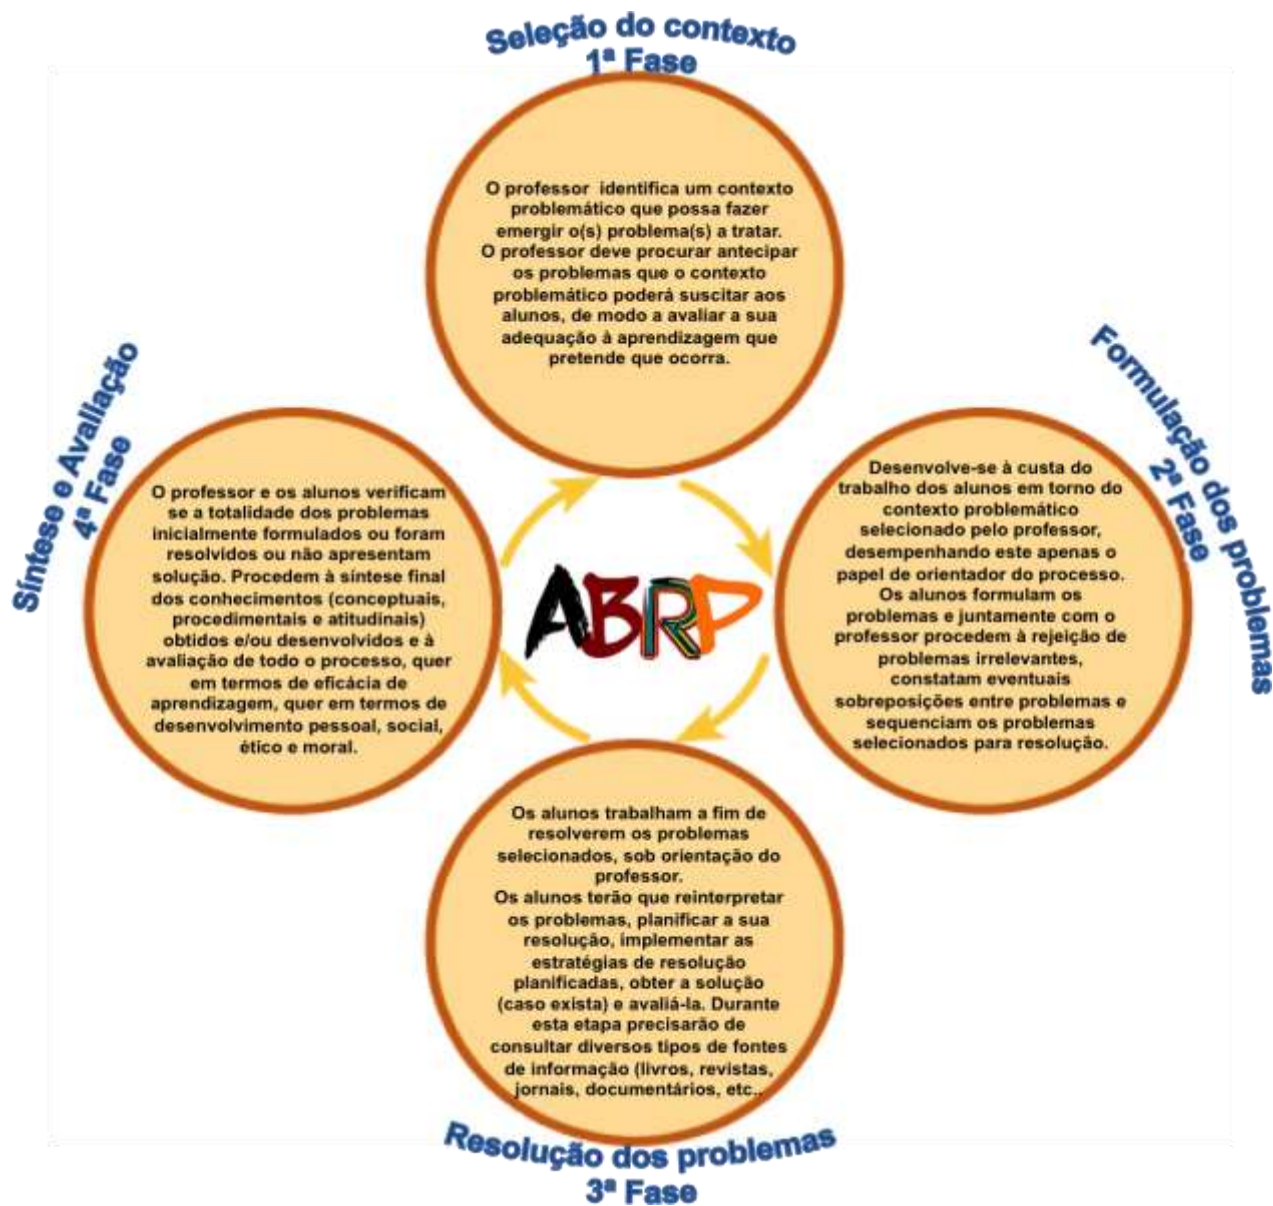 Seleção do contexto
1ª Fase
O professor identifica um contexto
problemático que possa fazer
emergir o(s) problema(s) a tratar.
O professor deve procurar antecipar
os problemas que o contexto
problemático poderá suscitar aos
alunos, de modo a avaliar a sua
adequação à aprendizagem que
pretende que ocorra.
Formulação dos problemas
2ª Fase
Desenvolve-se à custa do
trabalho dos alunos em torno do
contexto problemático
selecionado pelo professor,
desempenhando este apenas o
papel de orientador do processo.
Os alunos formulam os
problemas e juntamente com o
professor procedem à rejeição de
problemas irrelevantes,
constatam eventuais
sobreposições entre problemas e
sequenciam os problemas
selecionados para resolução.
ABRP
Os alunos trabalham a fim de
resolverem os problemas
selecionados, sob orientação do
professor.
Os alunos terão que reinterpretar
os problemas, planificar a sua
resolução, implementar as
estratégias de resolução
planificadas, obter a solução
(caso exista) e avaliá-la. Durante
esta etapa precisarão de
consultar diversos tipos de fontes
de informação (livros, revistas,
jornais, documentários, etc..
Resolução dos problemas
3ª Fase
Síntese e Avaliação
4ª Fase
O professor e os alunos verificam
se a totalidade dos problemas
inicialmente formulados ou foram
resolvidos ou não apresentam
solução. Procedem à síntese final
dos conhecimentos (conceptuais,
procedimentais e atitudinais)
obtidos e/ou desenvolvidos e à
avaliação de todo o processo, quer
em termos de eficácia de
aprendizagem, quer em termos de
desenvolvimento pessoal, social,
ético e moral.